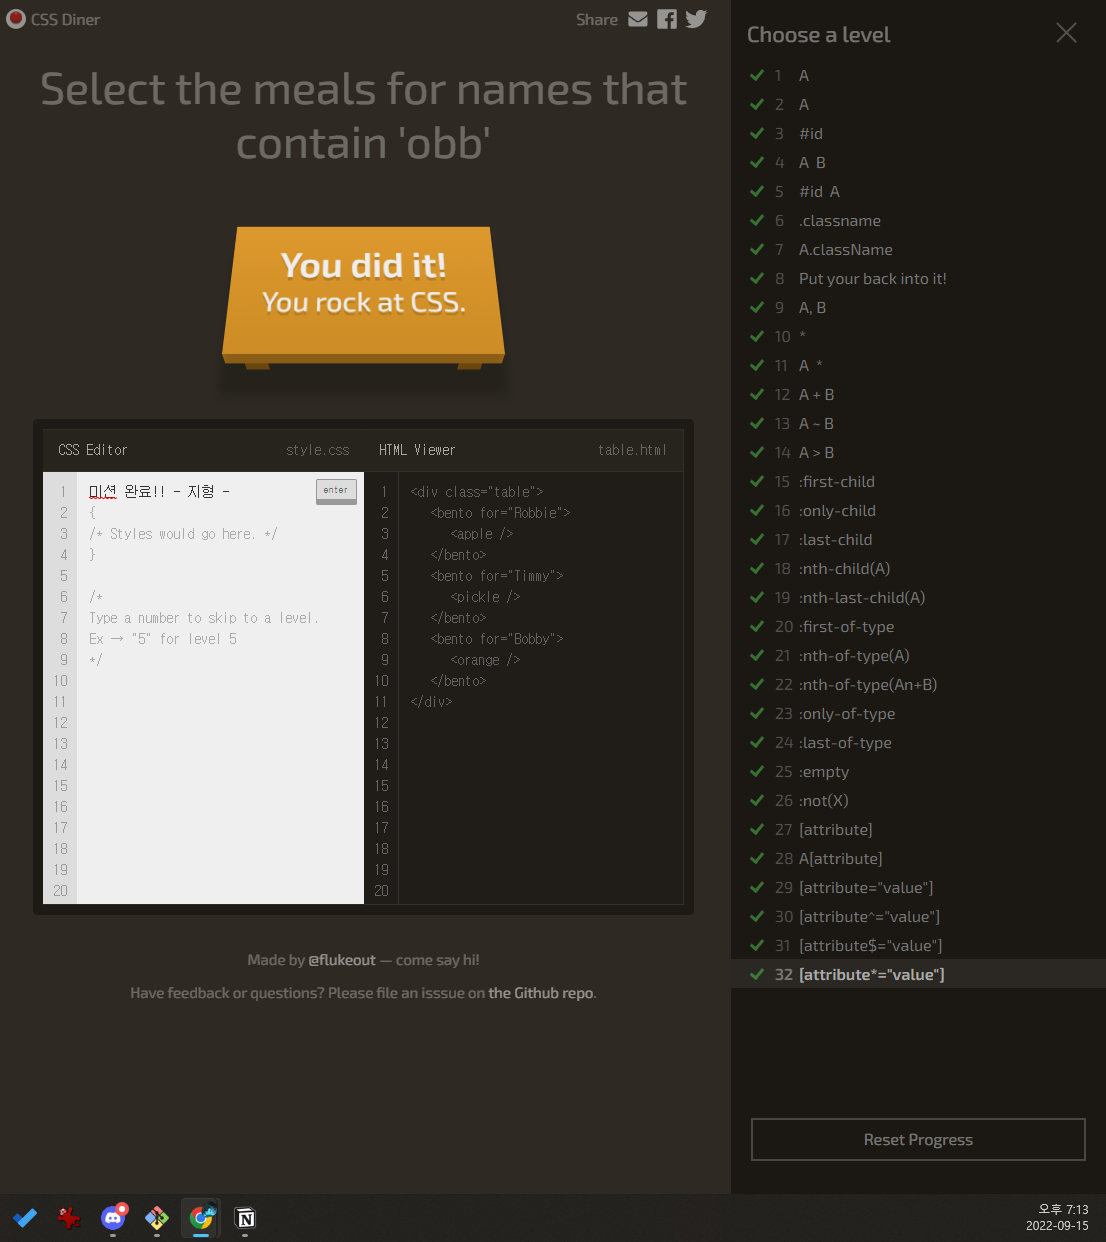 CSS Diner
Share
Select the meals for names that
contain 'obb'
You did it!
You rock at CSS.
CSS Editor
style.css
HTML Viewer
table.html
1 미션 완료!! - 지형 -
enter
2 {
3 /* Styles would go here. */
4 }
5
6 /*
7 Type a number to skip to a level.
8 Ex → "5" for level 5
9 */
10
11
12
13
14
15
16
17
18
19
20
1 <div class="table">
2 <bento for="Robbie">
3 <apple />
4 </bento>
5 <bento for="Timmy">
6 <pickle />
7 </bento>
8 <bento for="Bobby">
9 <orange />
10 </bento>
11 </div>
12
13
14
15
16
17
18
19
20
Made by @flukeout — come say hi!
Have feedback or questions? Please file an isssue on the Github repo.
Choose a level
1 A
2 A
3 #id
4 A B
5 #id A
6 .classname
7 A.className
8 Put your back into it!
9 A, B
10 *
11 A *
12 A + B
13 A ~ B
14 A > B
15 :first-child
16 :only-child
17 :last-child
18 :nth-child(A)
19 :nth-last-child(A)
20 :first-of-type
21 :nth-of-type(A)
22 :nth-of-type(An+B)
23 :only-of-type
24 :last-of-type
25 :empty
26 :not(X)
27 [attribute]
28 A[attribute]
29 [attribute="value"]
30 [attribute^="value"]
31 [attribute$="value"]
32 [attribute*="value"]
Reset Progress
오후 7:13
2022-09-15